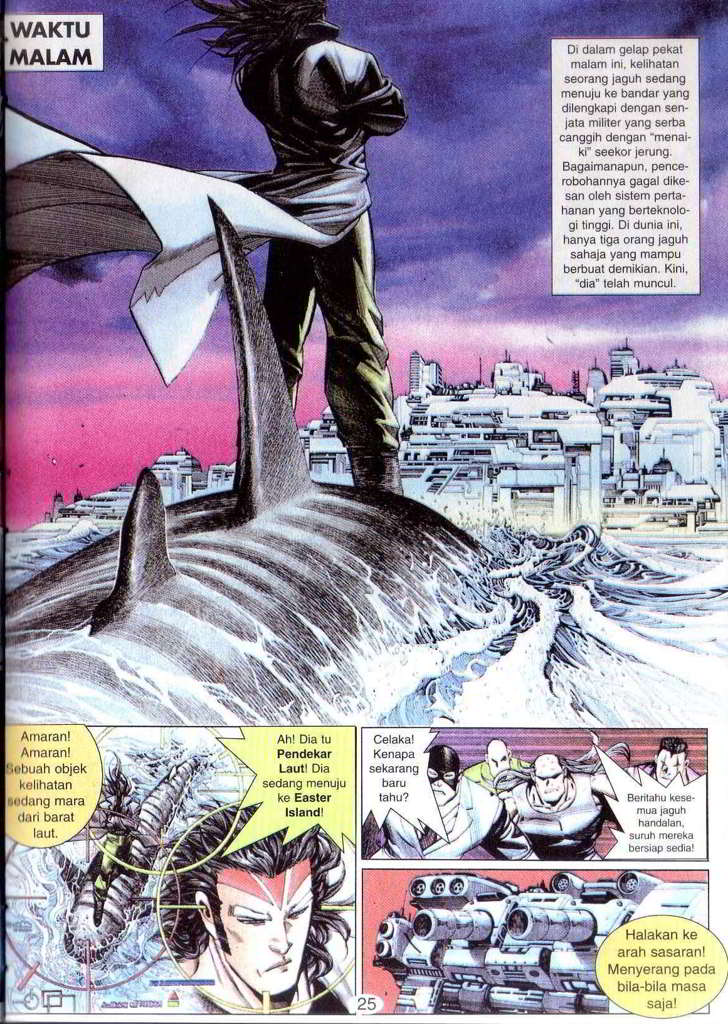 WAKTU
MALAM
Di dalam gelap pekat
malam ini, kelihatan
seorang jaguh sedang
menuju ke bandar yang
dilengkapi dengan sen-
jata militer yang serba
canggih dengan "menai-
ki" seekor jerung.
Bagaimanapun, pence-
robohannya gagal dike-
san oleh sistem perta-
hanan yang berteknolo-
gi tinggi. Di dunia ini,
hanya tiga orang jaguh
sahaja yang mampu
berbuat demikian. Kini,
"dia" telah muncul.
Amaran!
Amaran!
Sebuah objek
kelihatan
sedang mara
dari barat
laut.
Ah! Dia tu
Pendekar
Laut! Dia
sedang menuju
ke Easter
Island!
Celaka!
Kenapa
sekarang
baru
tahu?
Beritahu kese-
mua jaguh
handalan,
suruh mereka
bersiap sedia!
Halakan ke
arah sasaran!
Menyerang pada
bila-bila masa
saja!
25